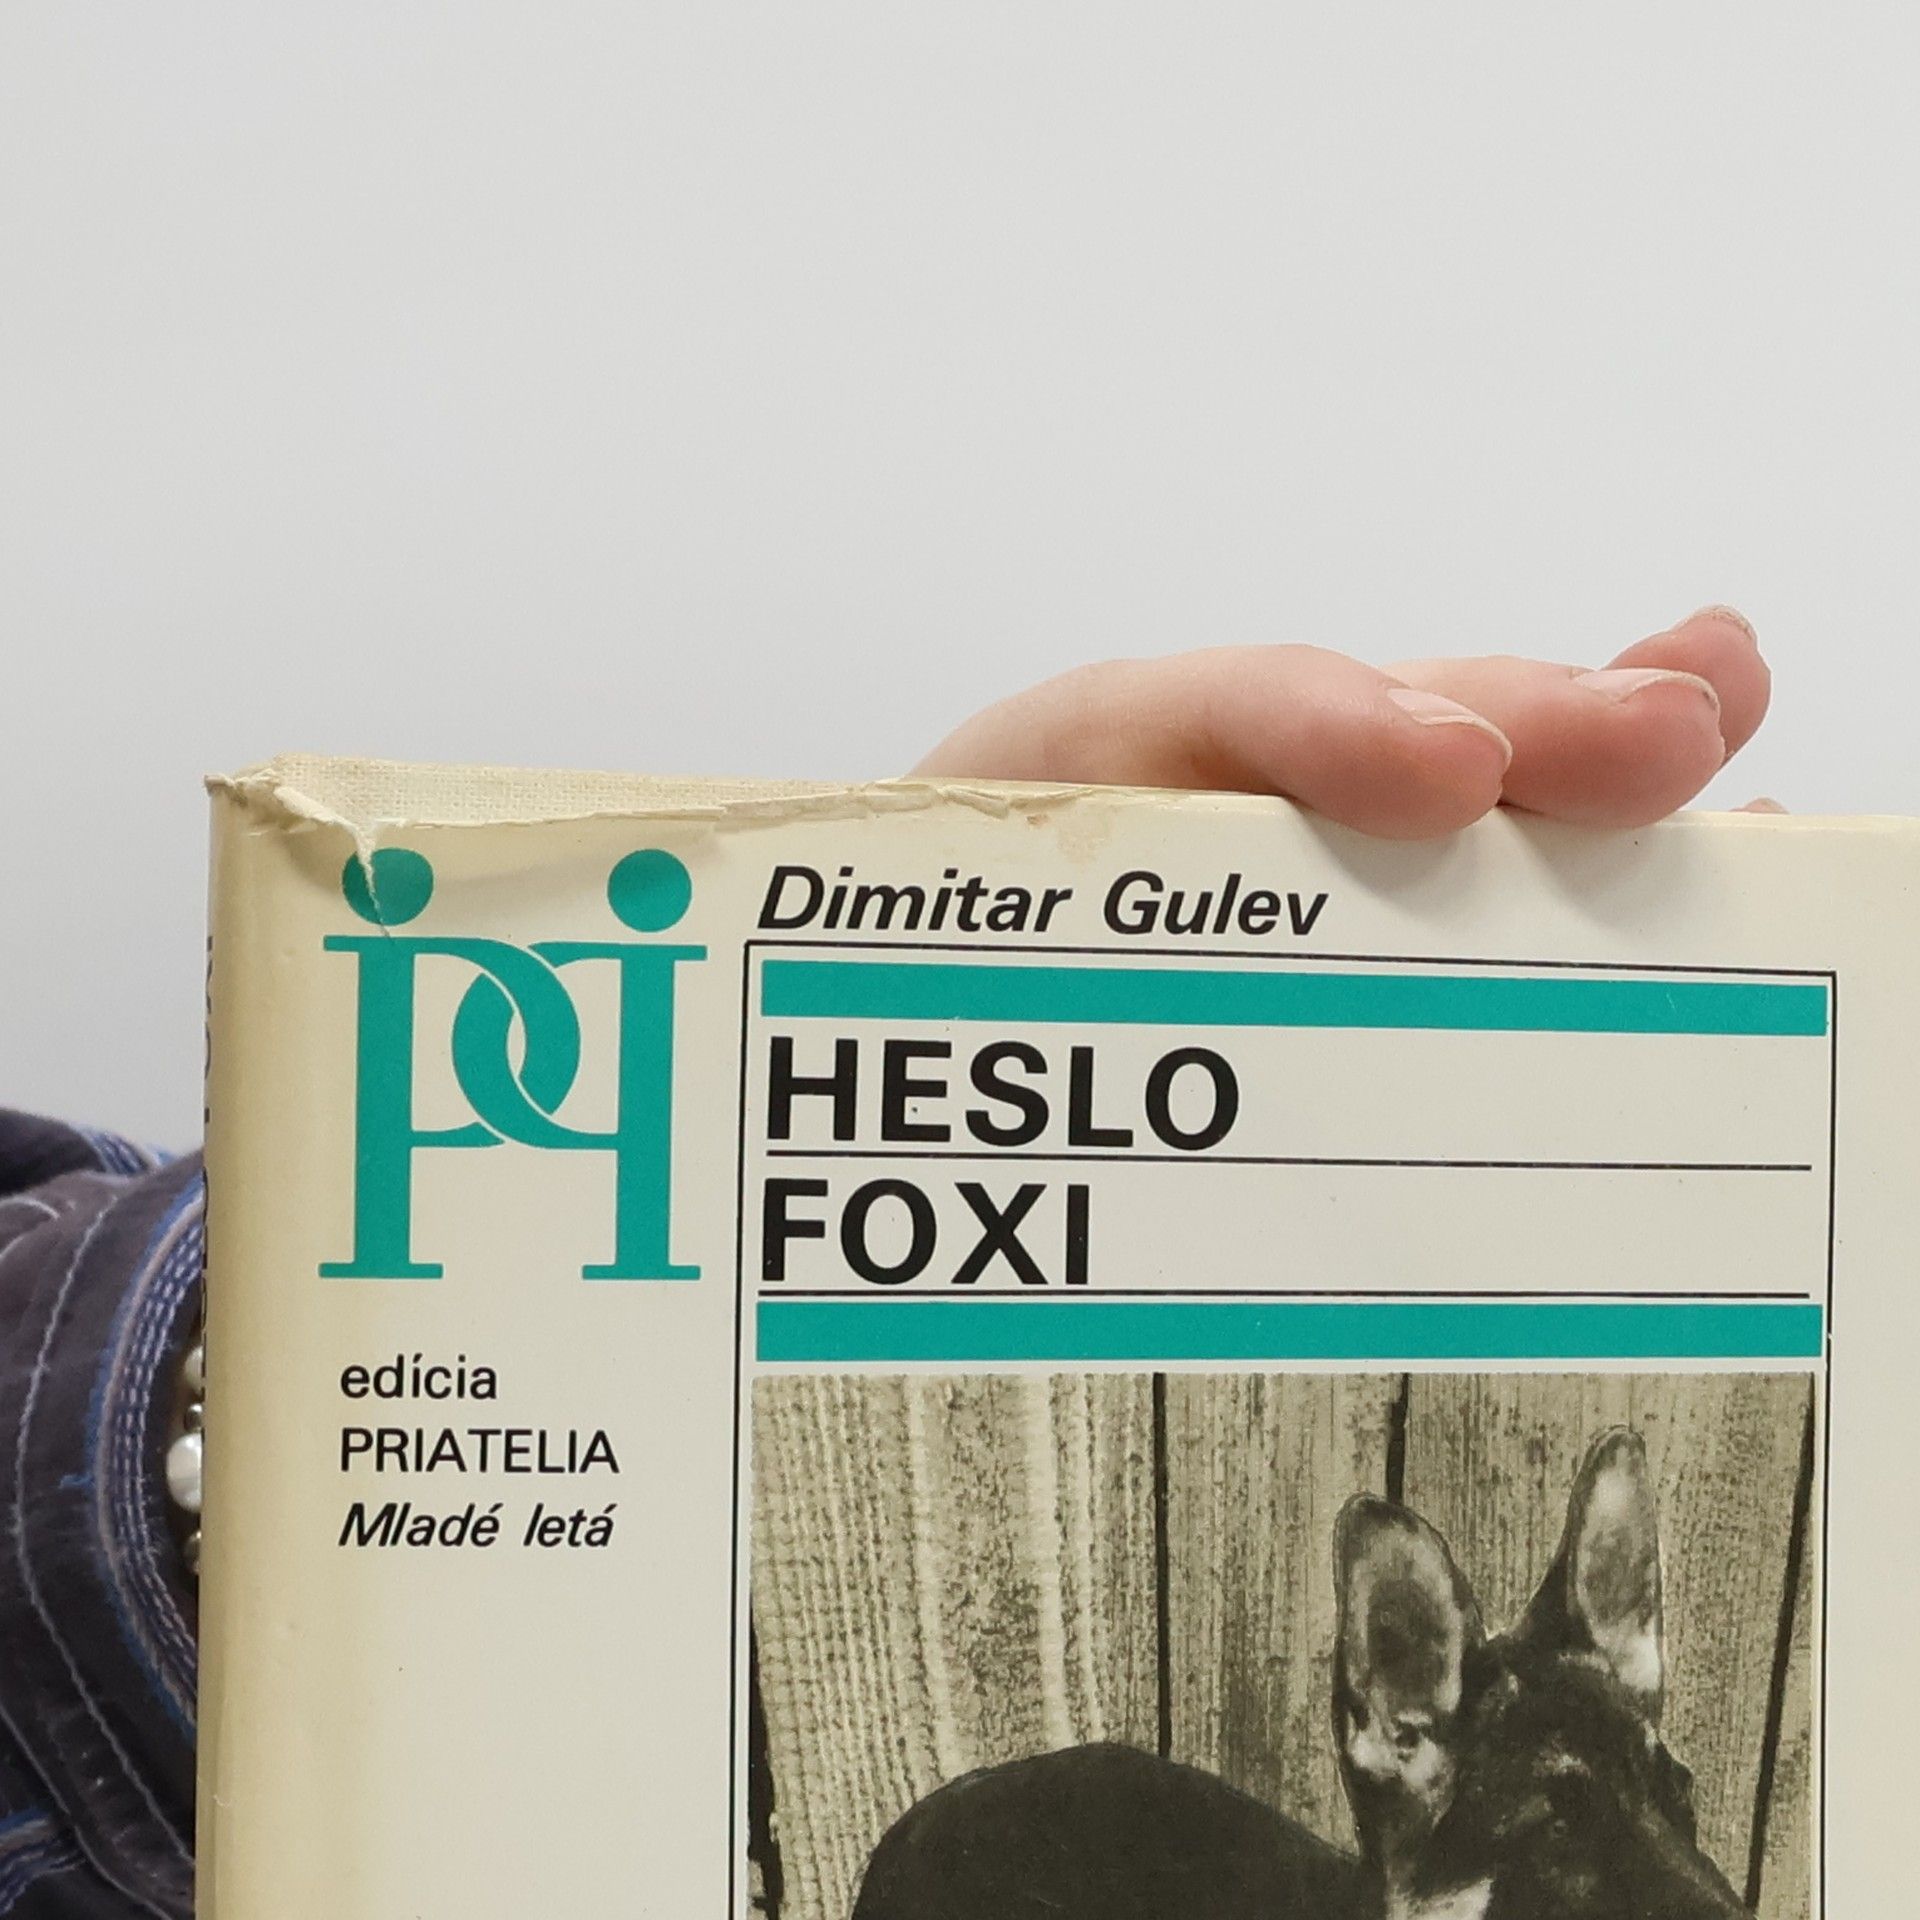 Dimitar Gulev
HESLO
FOXI
edícia
PRIATELIA
Mladé letá